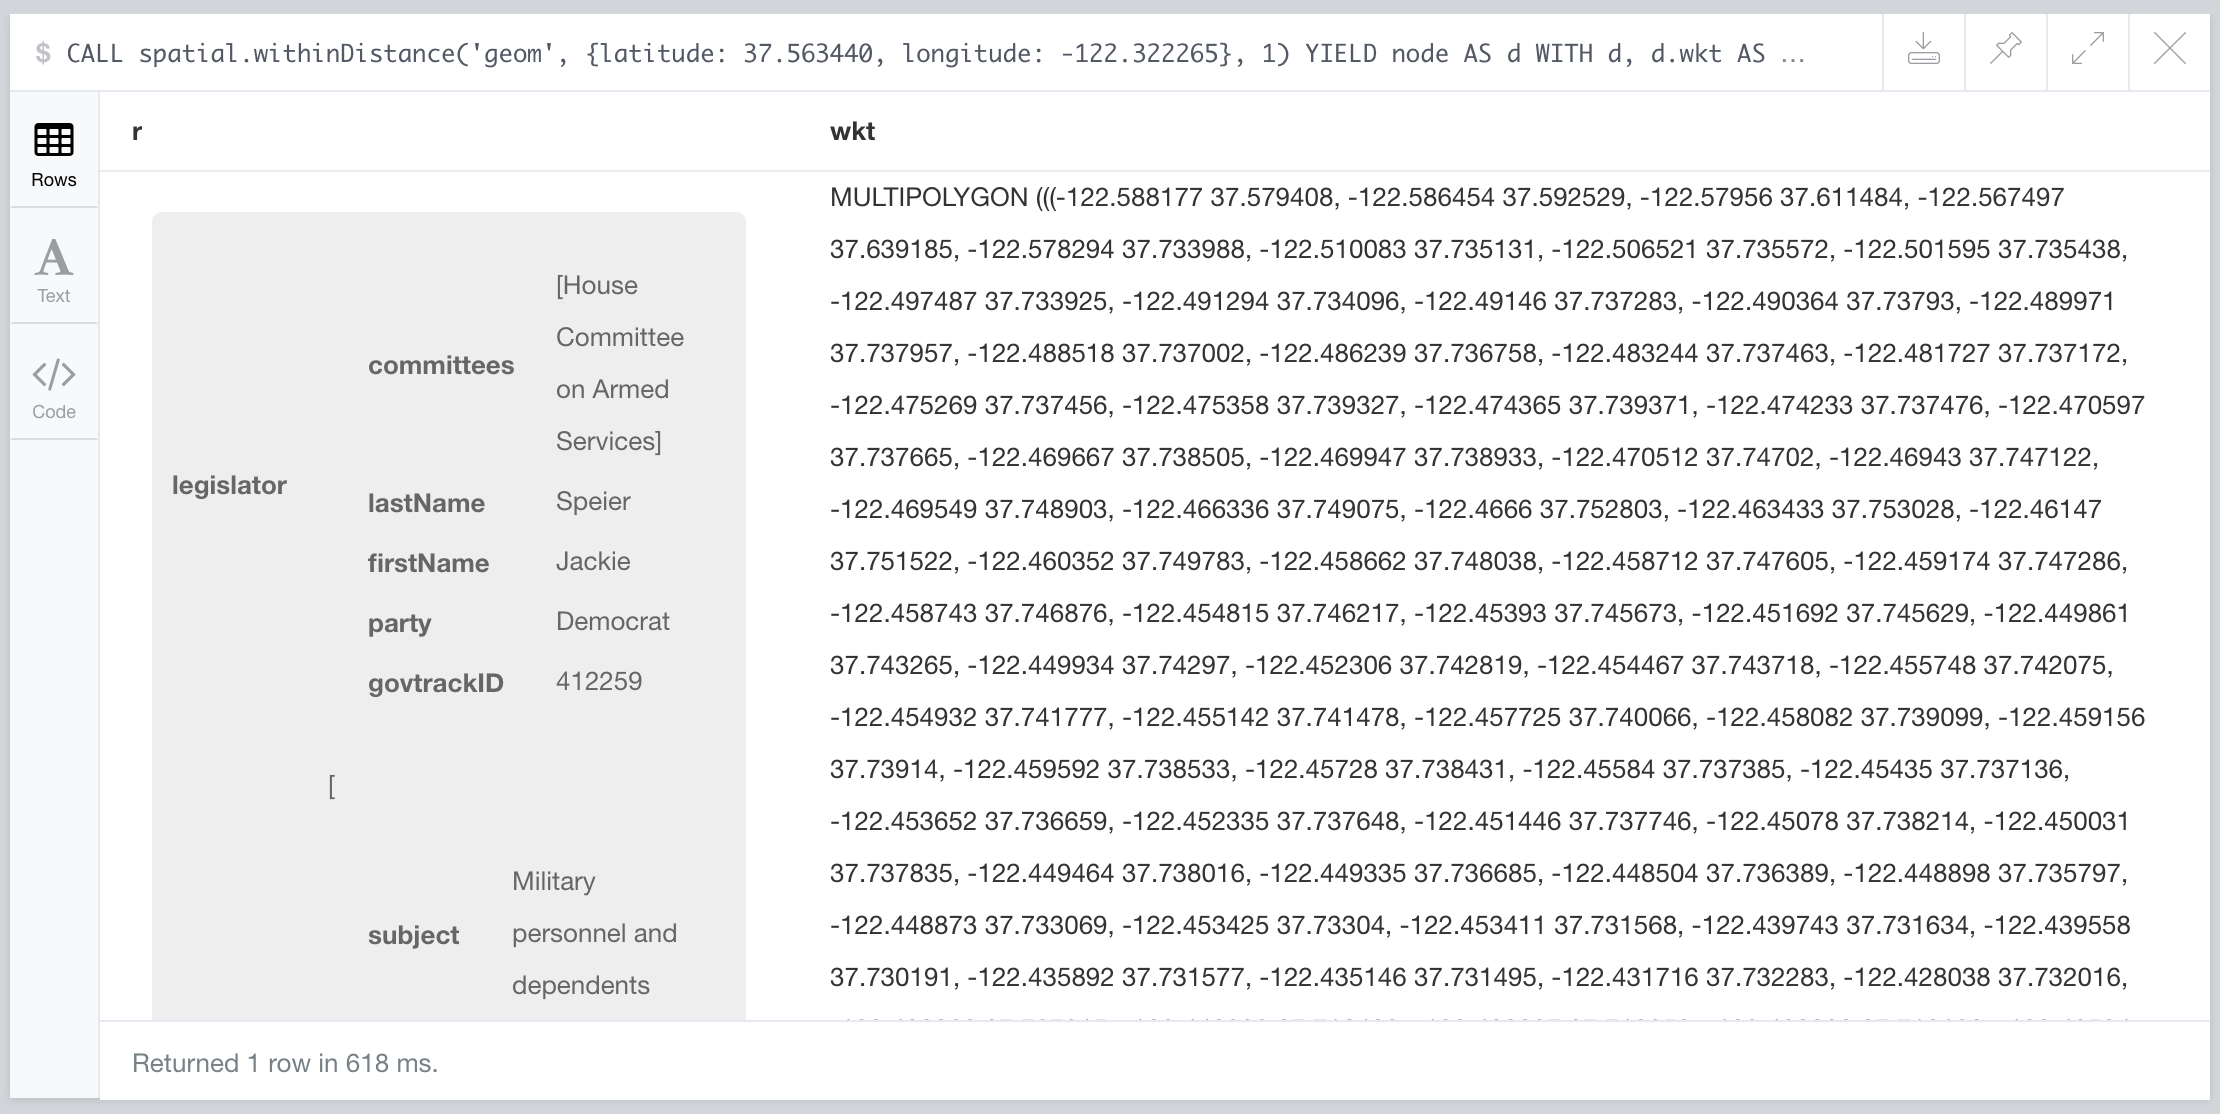 $ CALL spatial.withinDistance('geom', {latitude: 37.563440, longitude: -122.322265}, 1) YIELD node AS d WITH d, d.wkt AS ...
Rows
Text
Code
r
wkt
legislator
committees
[House
Committee
on Armed
Services]
lastName Speier
firstName Jackie
party Democrat
govtrackID 412259
[
subject
Military
personnel and
dependents
MULTIPOLYGON (((-122.588177 37.579408, -122.586454 37.592529, -122.57956 37.611484, -122.567497
37.639185, -122.578294 37.733988, -122.510083 37.735131, -122.506521 37.735572, -122.501595 37.735438,
-122.497487 37.733925, -122.491294 37.734096, -122.49146 37.737283, -122.490364 37.73793, -122.489971
37.737957, -122.488518 37.737002, -122.486239 37.736758, -122.483244 37.737463, -122.481727 37.737172,
-122.475269 37.737456, -122.475358 37.739327, -122.474365 37.739371, -122.474233 37.737476, -122.470597
37.737665, -122.469667 37.738505, -122.469947 37.738933, -122.470512 37.74702, -122.46943 37.747122,
-122.469549 37.748903, -122.466336 37.749075, -122.4666 37.752803, -122.463433 37.753028, -122.46147
37.751522, -122.460352 37.749783, -122.458662 37.748038, -122.458712 37.747605, -122.459174 37.747286,
-122.458743 37.746876, -122.454815 37.746217, -122.45393 37.745673, -122.451692 37.745629, -122.449861
37.743265, -122.449934 37.74297, -122.452306 37.742819, -122.454467 37.743718, -122.455748 37.742075,
-122.454932 37.741777, -122.455142 37.741478, -122.457725 37.740066, -122.458082 37.739099, -122.459156
37.73914, -122.459592 37.738533, -122.45728 37.738431, -122.45584 37.737385, -122.45435 37.737136,
-122.453652 37.736659, -122.452335 37.737648, -122.451446 37.737746, -122.45078 37.738214, -122.450031
37.737835, -122.449464 37.738016, -122.449335 37.736685, -122.448504 37.736389, -122.448898 37.735797,
-122.448873 37.733069, -122.453425 37.73304, -122.453411 37.731568, -122.439743 37.731634, -122.439558
37.730191, -122.435892 37.731577, -122.435146 37.731495, -122.431716 37.732283, -122.428038 37.732016,
Returned 1 row in 618 ms.